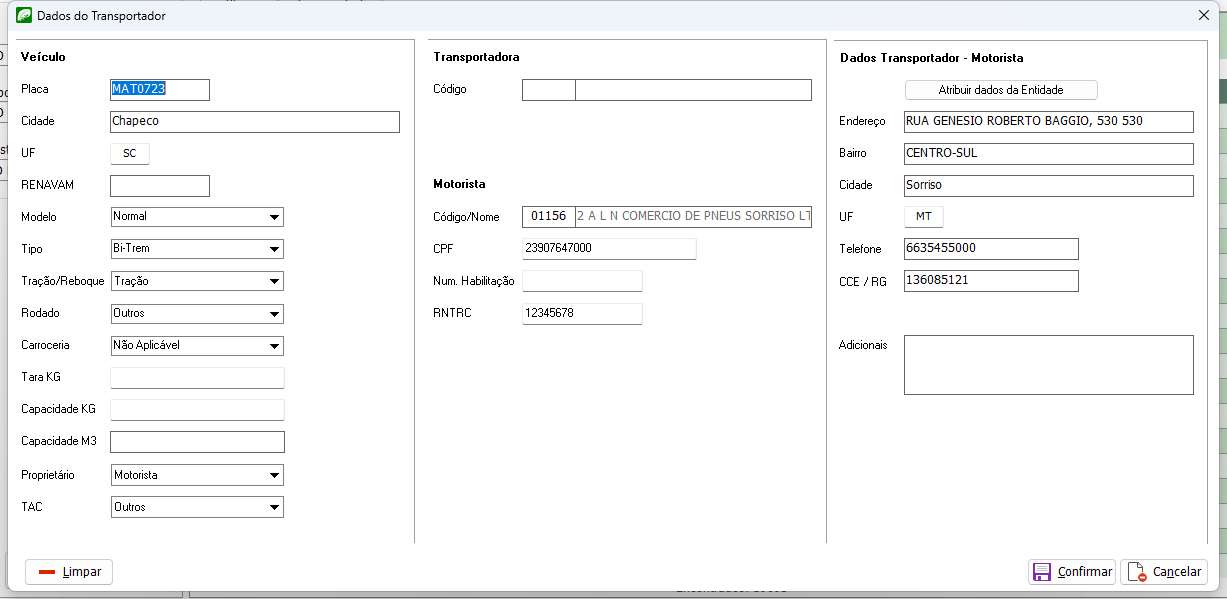 Dados do Transportador
Veículo
Placa MAT0723
Cidade Chapeco
UF SC
RENAVAM
Modelo Normal
Tipo Bi-Trem
Tração/Reboque Tração
Rodado Outros
Carroceria Não Aplicável
Tara KG
Capacidade KG
Capacidade M3
Proprietário Motorista
TAC Outros
Transportadora
Código
Motorista
Código/Nome 01156 2 A L N COMERCIO DE PNEUS SORRISO LT
CPF 23907647000
Num. Habilitação
RNTRC 12345678
Dados Transportador - Motorista
Atribuir dados da Entidade
Endereço RUA GENESIO ROBERTO BAGGIO, 530 530
Bairro CENTRO-SUL
Cidade Sorriso
UF MT
Telefone 6635455000
CCE / RG 136085121
Adicionais
Limpar
Confirmar
Cancelar